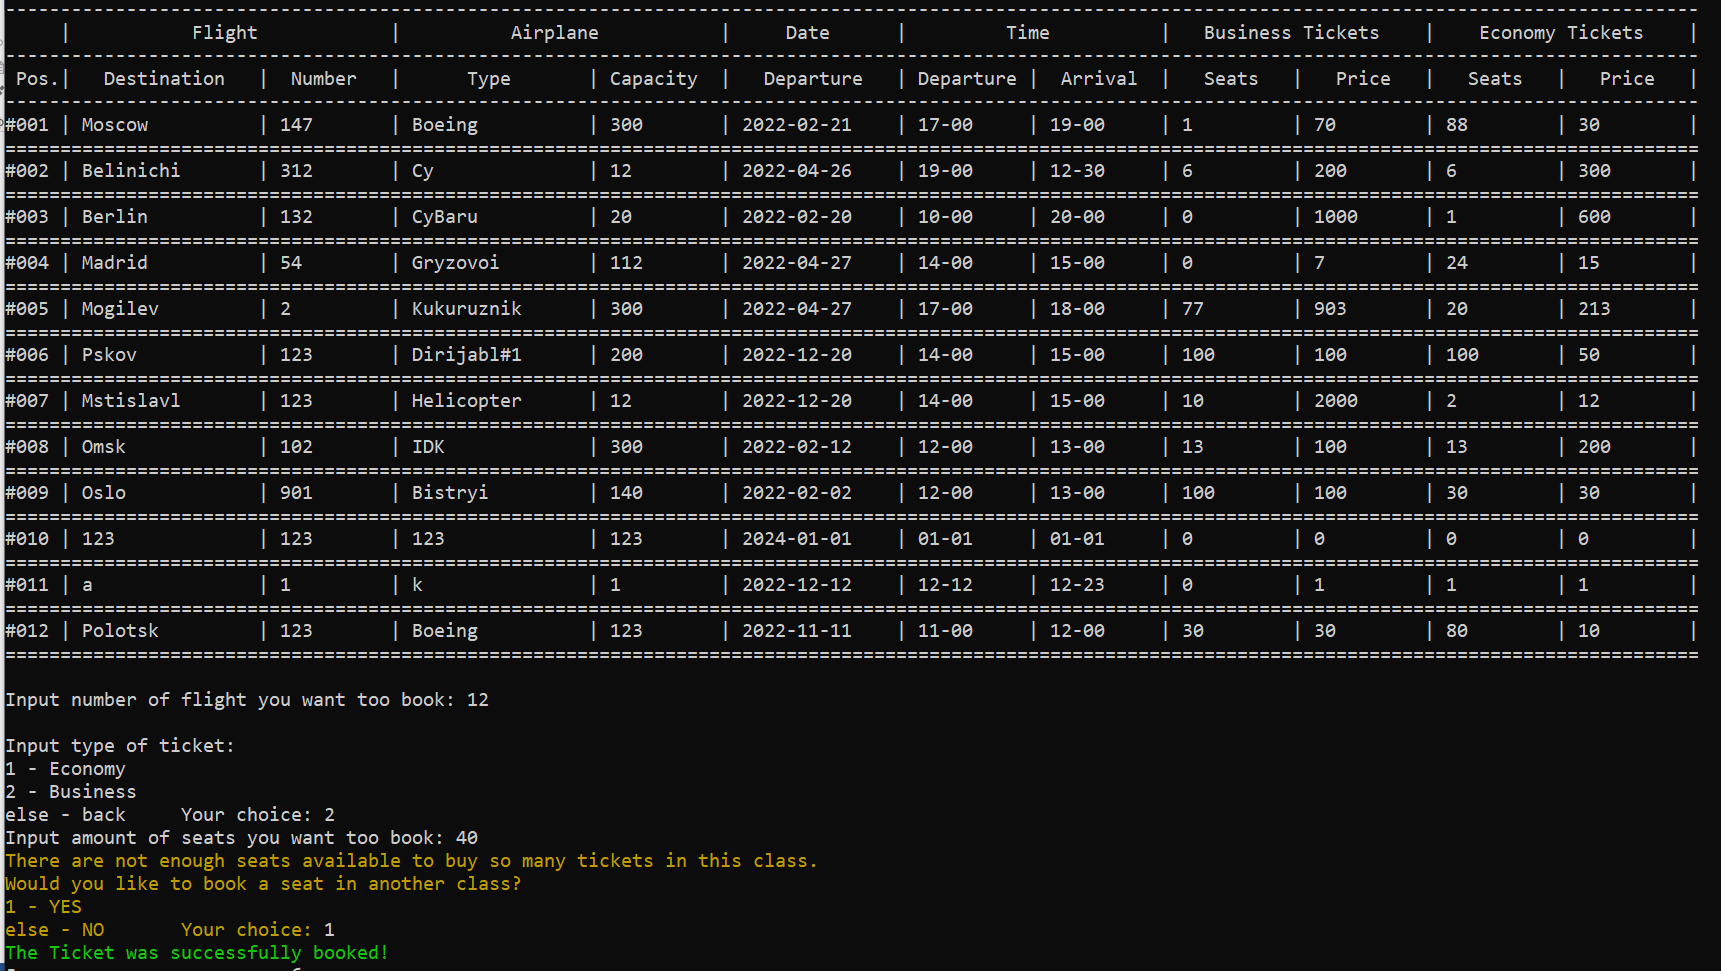 | Flight | Airplane | Date | Time | Business Tickets | Economy Tickets |
Pos.| Destination | Number | Type | Capacity | Departure | Departure | Arrival | Seats | Price | Seats | Price |
#001 | Moscow | 147 | Boeing | 300 | 2022-02-21 | 17-00 | 19-00 | 1 | 70 | 88 | 30 |
#002 | Belinichi | 312 | Cy | 12 | 2022-04-26 | 19-00 | 12-30 | 6 | 200 | 6 | 300 |
#003 | Berlin | 132 | CyBaru | 20 | 2022-02-20 | 10-00 | 20-00 | 0 | 1000 | 1 | 600 |
#004 | Madrid | 54 | Gryzovoi | 112 | 2022-04-27 | 14-00 | 15-00 | 0 | 7 | 24 | 15 |
#005 | Mogilev | 2 | Kukuruznik | 300 | 2022-04-27 | 17-00 | 18-00 | 77 | 903 | 20 | 213 |
#006 | Pskov | 123 | Dirijabl#1 | 200 | 2022-12-20 | 14-00 | 15-00 | 100 | 100 | 100 | 50 |
#007 | Mstislavl | 123 | Helicopter | 12 | 2022-12-20 | 14-00 | 15-00 | 10 | 2000 | 2 | 12 |
#008 | Omsk | 102 | IDK | 300 | 2022-02-12 | 12-00 | 13-00 | 13 | 100 | 13 | 200 |
#009 | Oslo | 901 | Bistryi | 140 | 2022-02-02 | 12-00 | 13-00 | 100 | 100 | 30 | 30 |
#010 | 123 | 123 | 123 | 123 | 2024-01-01 | 01-01 | 01-01 | 0 | 0 | 0 | 0 |
#011 | a | 1 | k | 1 | 2022-12-12 | 12-12 | 12-23 | 0 | 1 | 1 | 1 |
#012 | Polotsk | 123 | Boeing | 123 | 2022-11-11 | 11-00 | 12-00 | 30 | 30 | 80 | 10 |
Input number of flight you want too book: 12
Input type of ticket:
1 - Economy
2 - Business
else - back Your choice: 2
Input amount of seats you want too book: 40
There are not enough seats available to buy so many tickets in this class.
Would you like to book a seat in another class?
1 - YES
else - NO Your choice: 1
The Ticket was successfully booked!